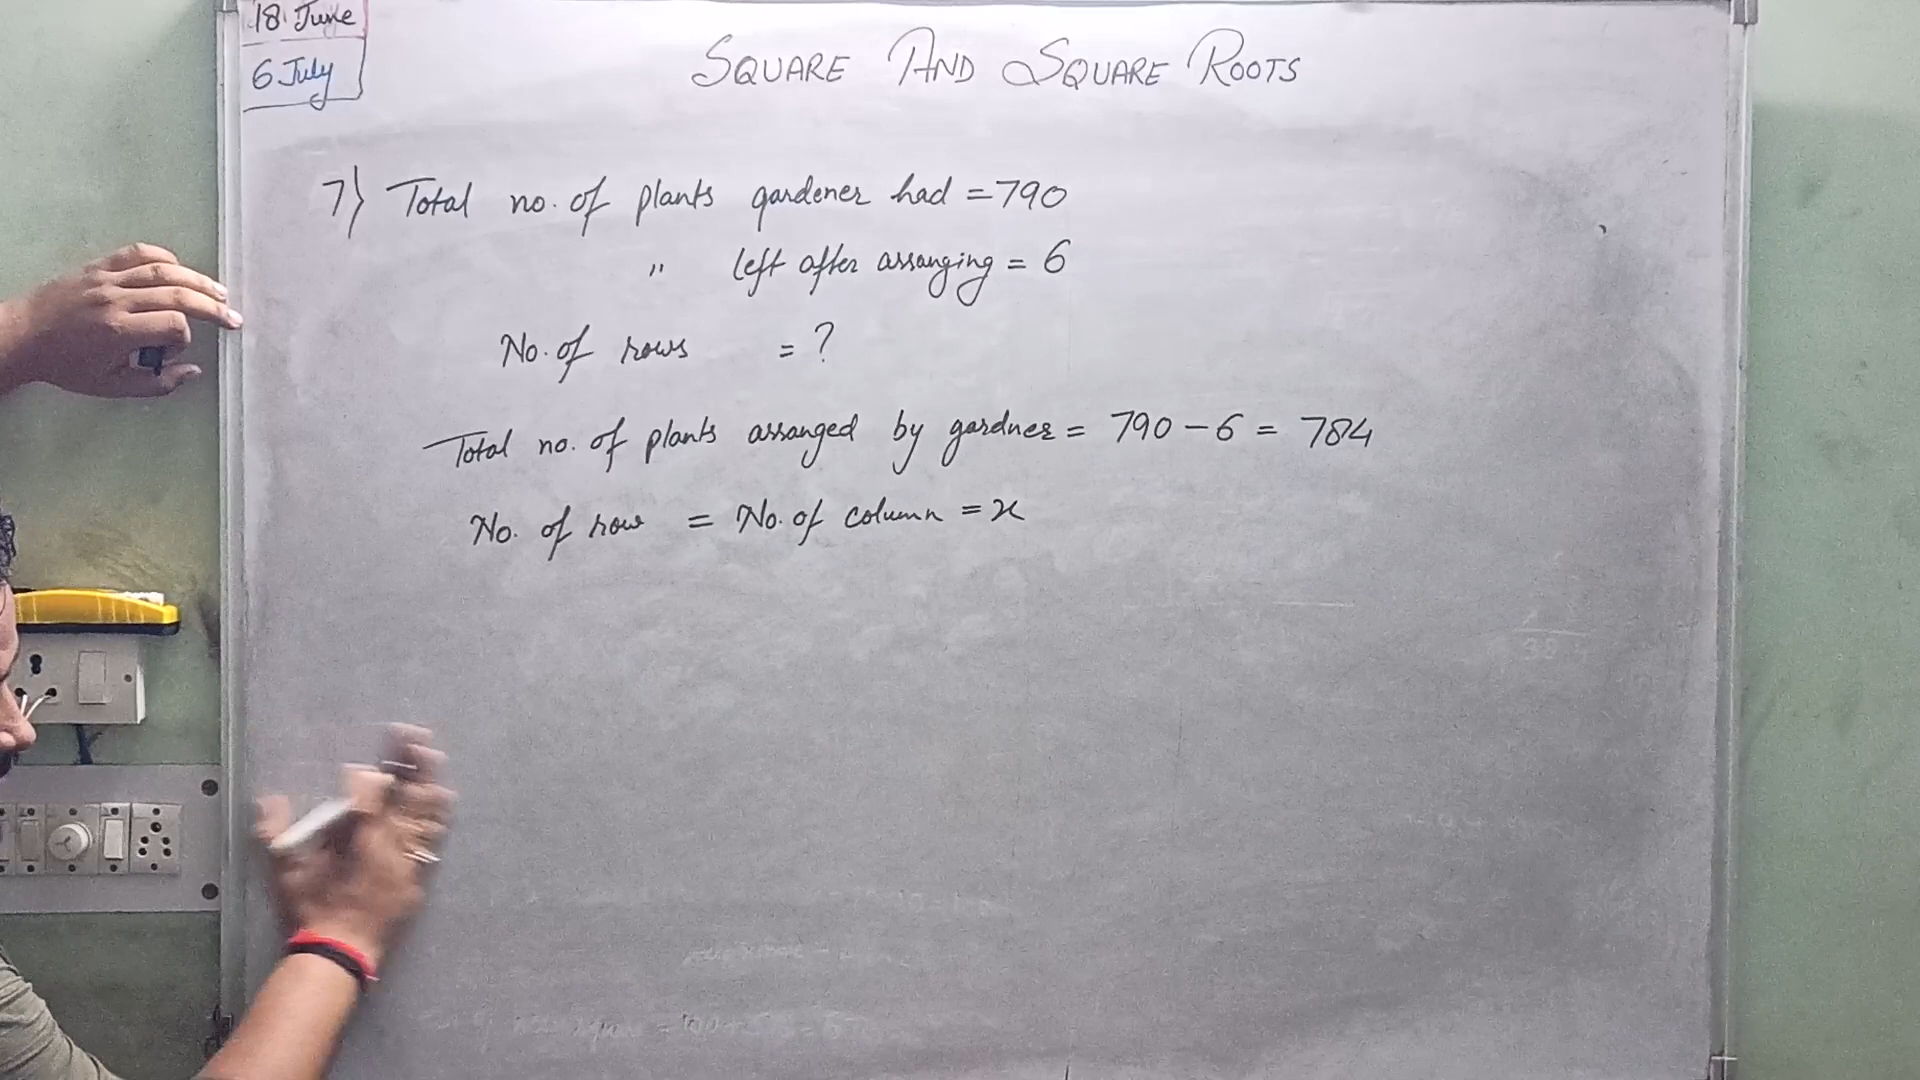 18 June
6 July
SQUARE AND SQUARE ROOTS
7) Total no. of plants gardener had = 790
" left after arranging = 6
No. of rows = ?
Total no. of plants arranged by gardner = 790 - 6 = 784
No. of row = No. of column = x